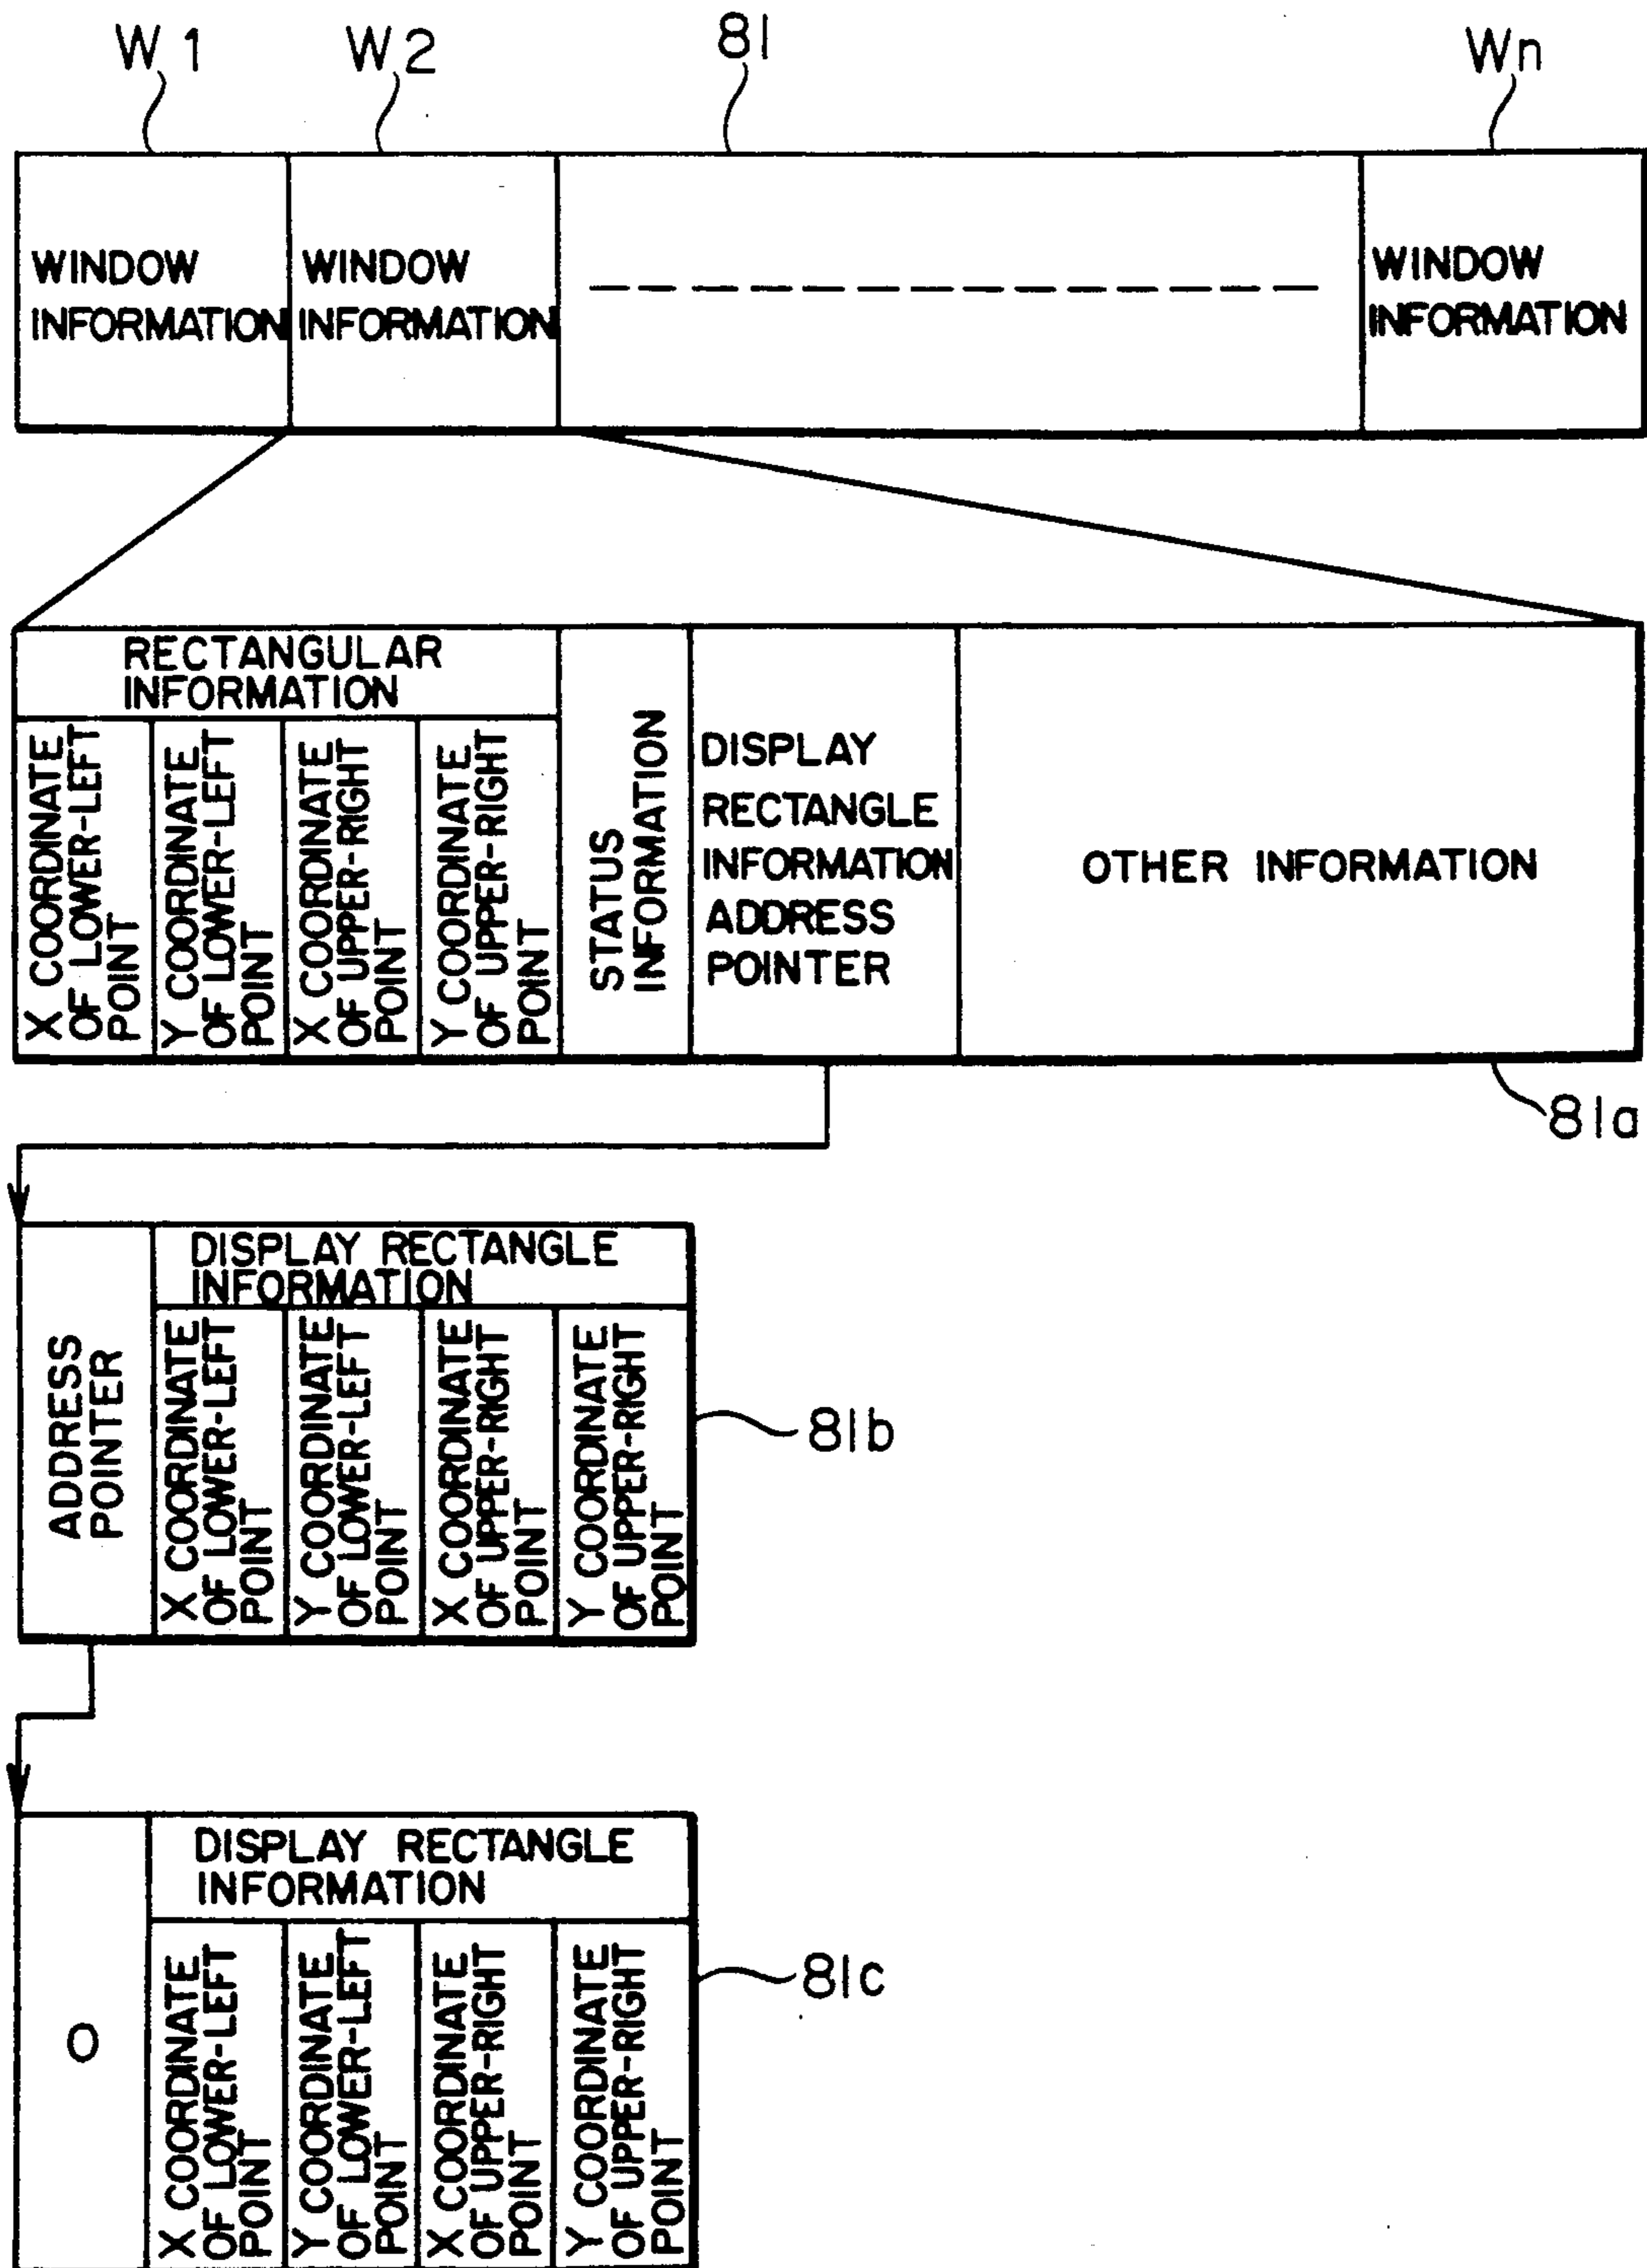 W1
W2
81
Wn
WINDOW
INFORMATION
WINDOW
INFORMATION
WINDOW
INFORMATION
RECTANGULAR
INFORMATION
X COORDINATE
OF LOWER-LEFT
POINT
Y COORDINATE
OF LOWER-LEFT
POINT
X COORDINATE
OF UPPER-RIGHT
POINT
Y COORDINATE
OF UPPER-RIGHT
POINT
STATUS
INFORMATION
DISPLAY
RECTANGLE
INFORMATION
ADDRESS
POINTER
OTHER INFORMATION
81a
ADDRESS
POINTER
DISPLAY RECTANGLE
INFORMATION
X COORDINATE
OF LOWER-LEFT
POINT
Y COORDINATE
OF LOWER-LEFT
POINT
X COORDINATE
OF UPPER-RIGHT
POINT
Y COORDINATE
OF UPPER-RIGHT
POINT
81b
0
DISPLAY RECTANGLE
INFORMATION
X COORDINATE
OF LOWER-LEFT
POINT
Y COORDINATE
OF LOWER-LEFT
POINT
X COORDINATE
OF UPPER-RIGHT
POINT
Y COORDINATE
OF UPPER-RIGHT
POINT
81c